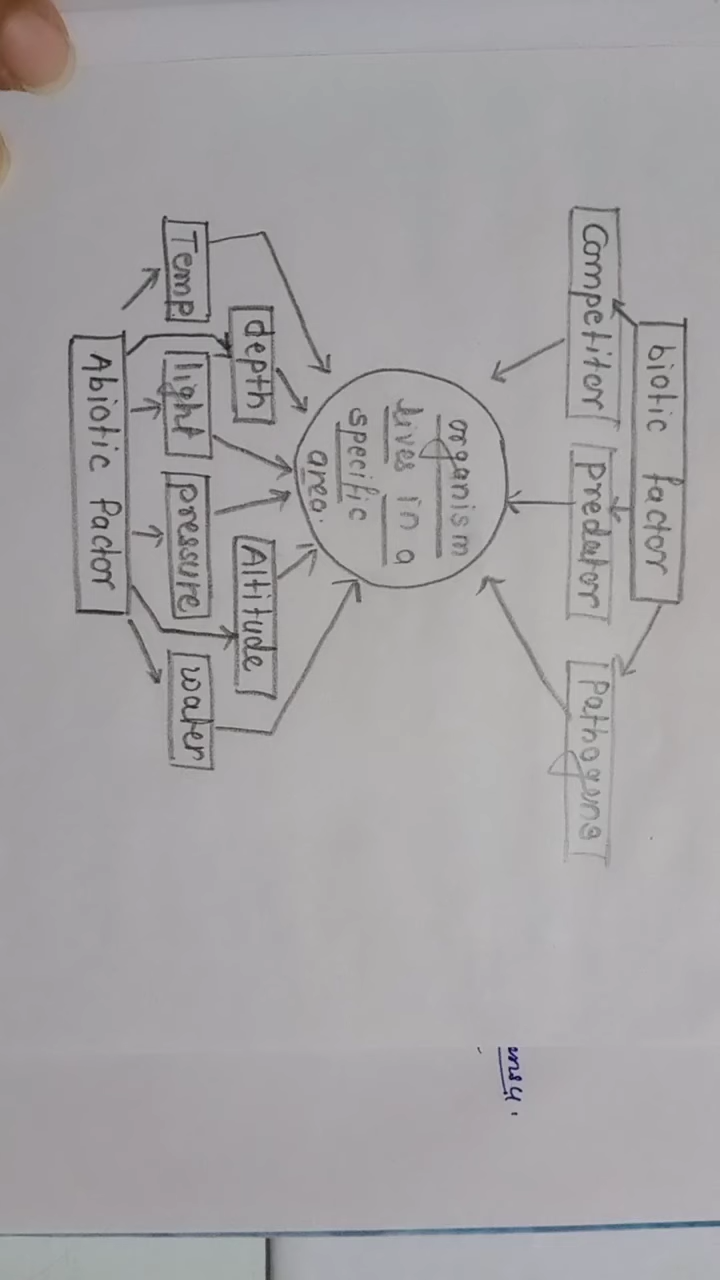 biotic factor
Competitor
predator
Pathogens
organism
lives in a
specific
area.
depth
Altitude
Temp
light
pressure
water
Abiotic Factor